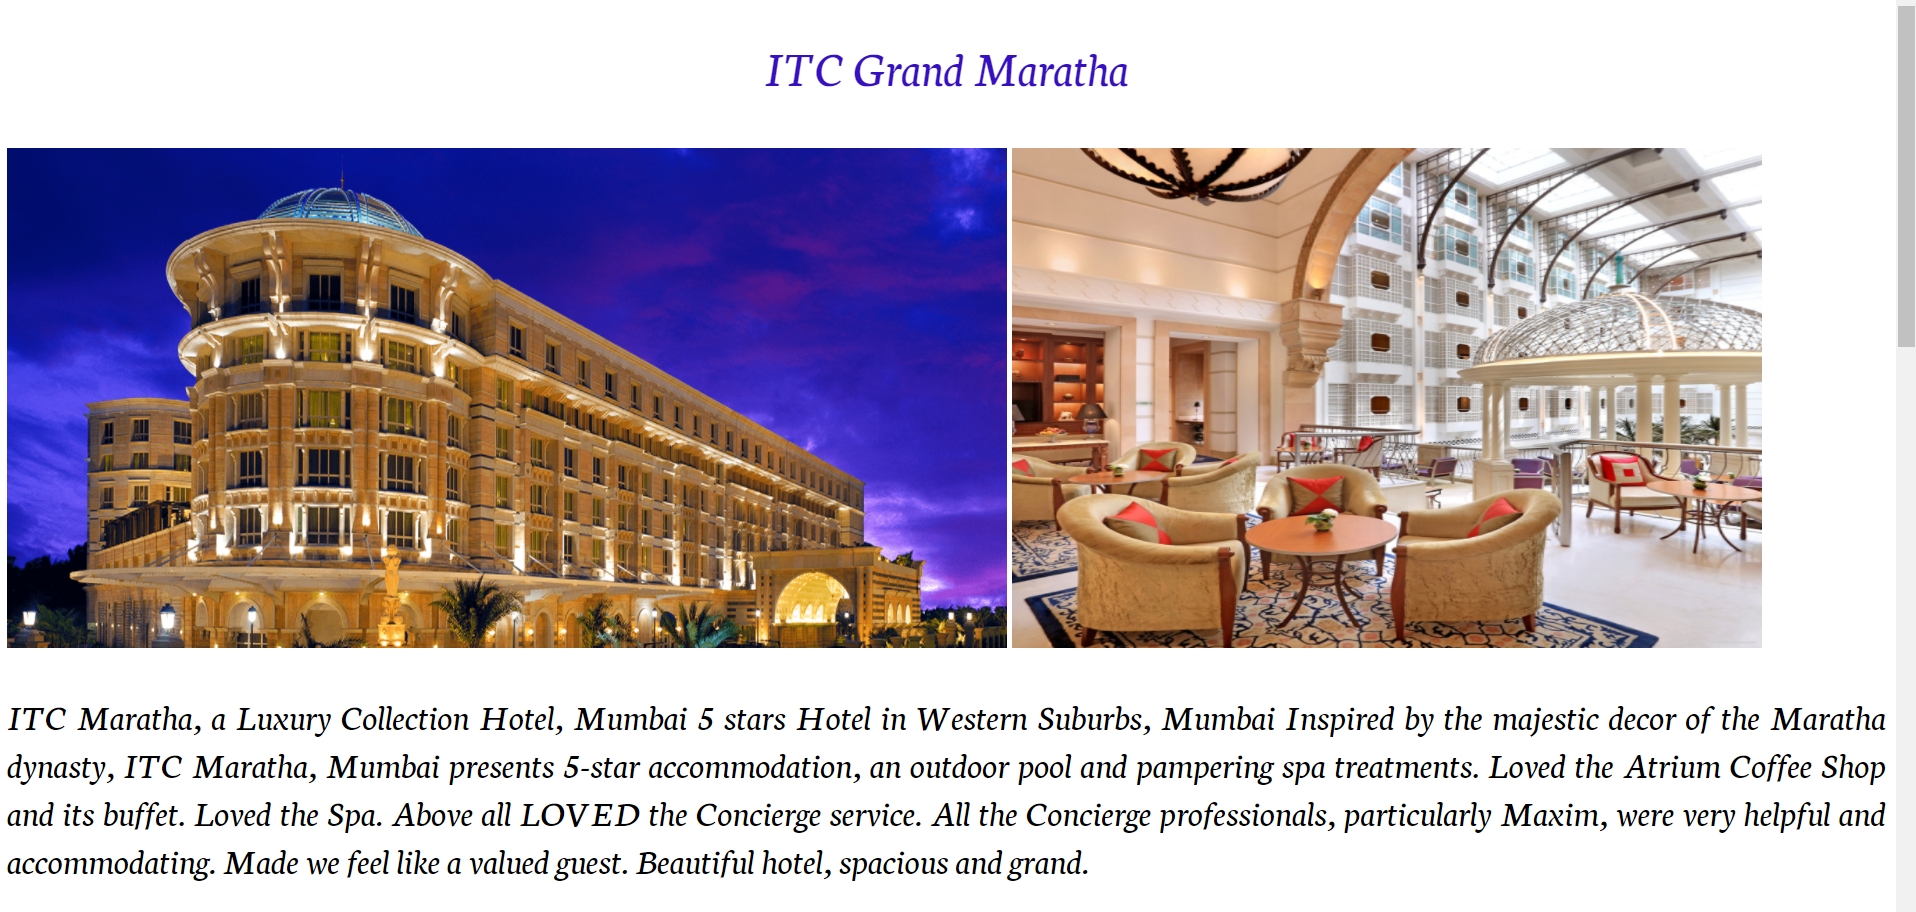 ITC Grand Maratha
ITC Maratha, a Luxury Collection Hotel, Mumbai 5 stars Hotel in Western Suburbs, Mumbai Inspired by the majestic decor of the Maratha
dynasty, ITC Maratha, Mumbai presents 5-star accommodation, an outdoor pool and pampering spa treatments. Loved the Atrium Coffee Shop
and its buffet. Loved the Spa. Above all LOVED the Concierge service. All the Concierge professionals, particularly Maxim, were very helpful and
accommodating. Made we feel like a valued guest. Beautiful hotel, spacious and grand.